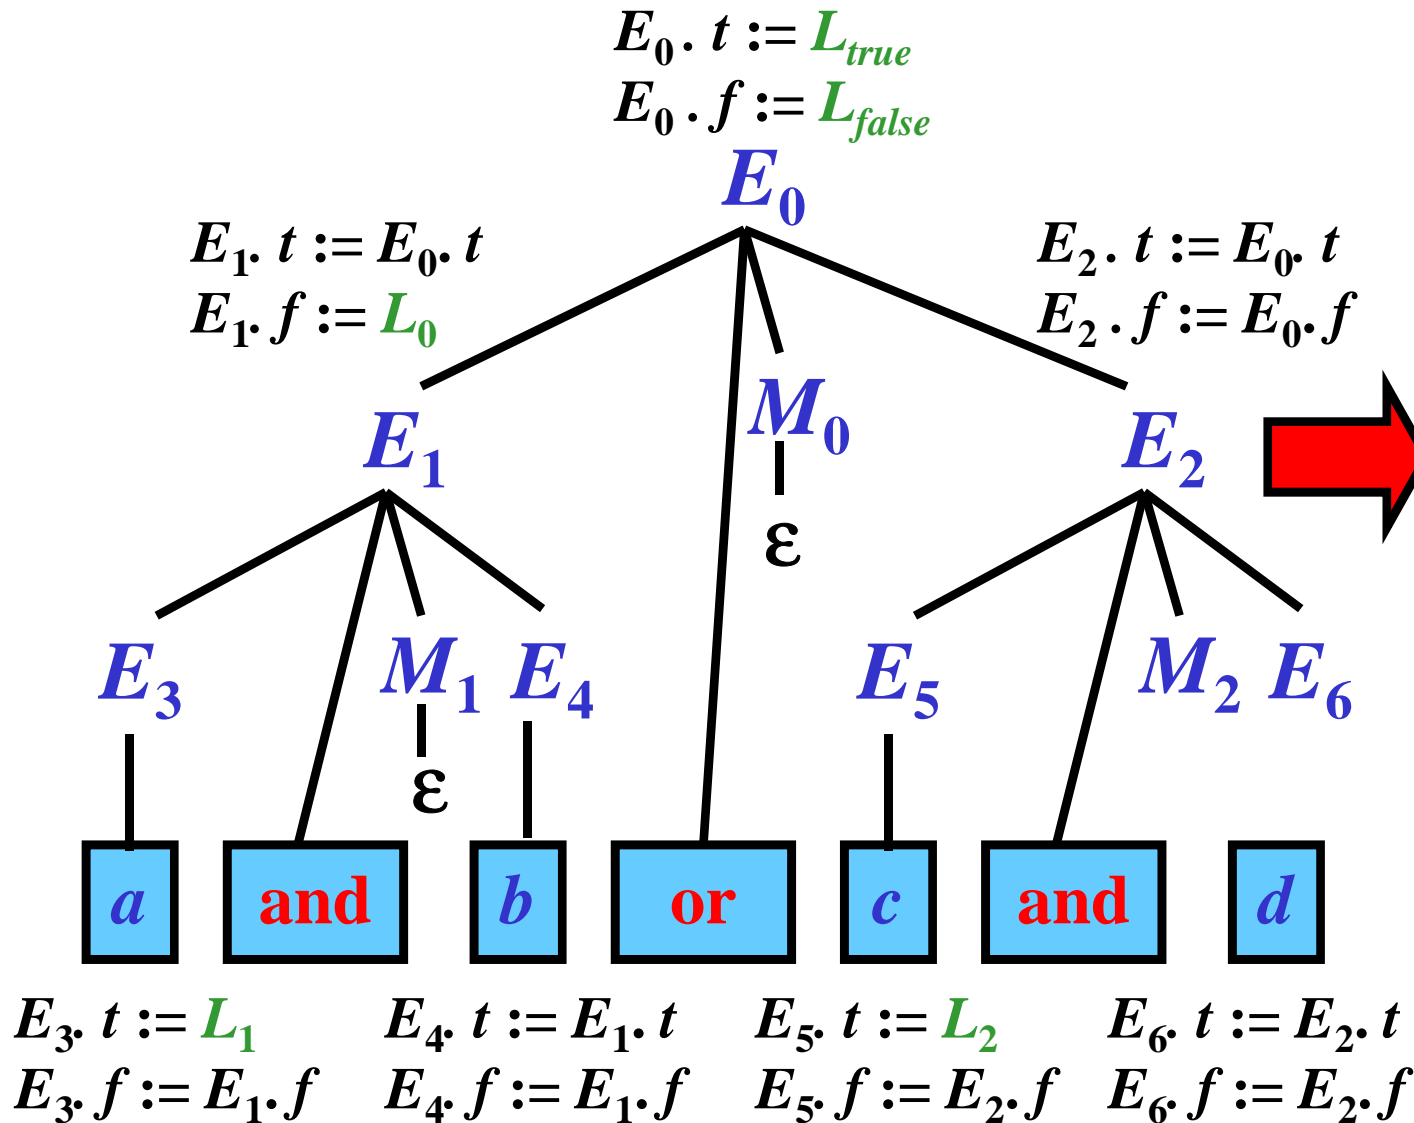 E₀. t := L_true
E₀. f := L_false
E₀
E₁. t := E₀. t
E₁. f := L₀
E₂. t := E₀. t
E₂. f := E₀. f
M₀
E₁
E₂
ε
E₃ M₁ E₄ E₅ M₂ E₆
ε
a and b or c and d
E₃. t := L₁ E₄. t := E₁. t E₅. t := L₂ E₆. t := E₂. t
E₃. f := E₁. f E₄. f := E₁. f E₅. f := E₂. f E₆. f := E₂. f